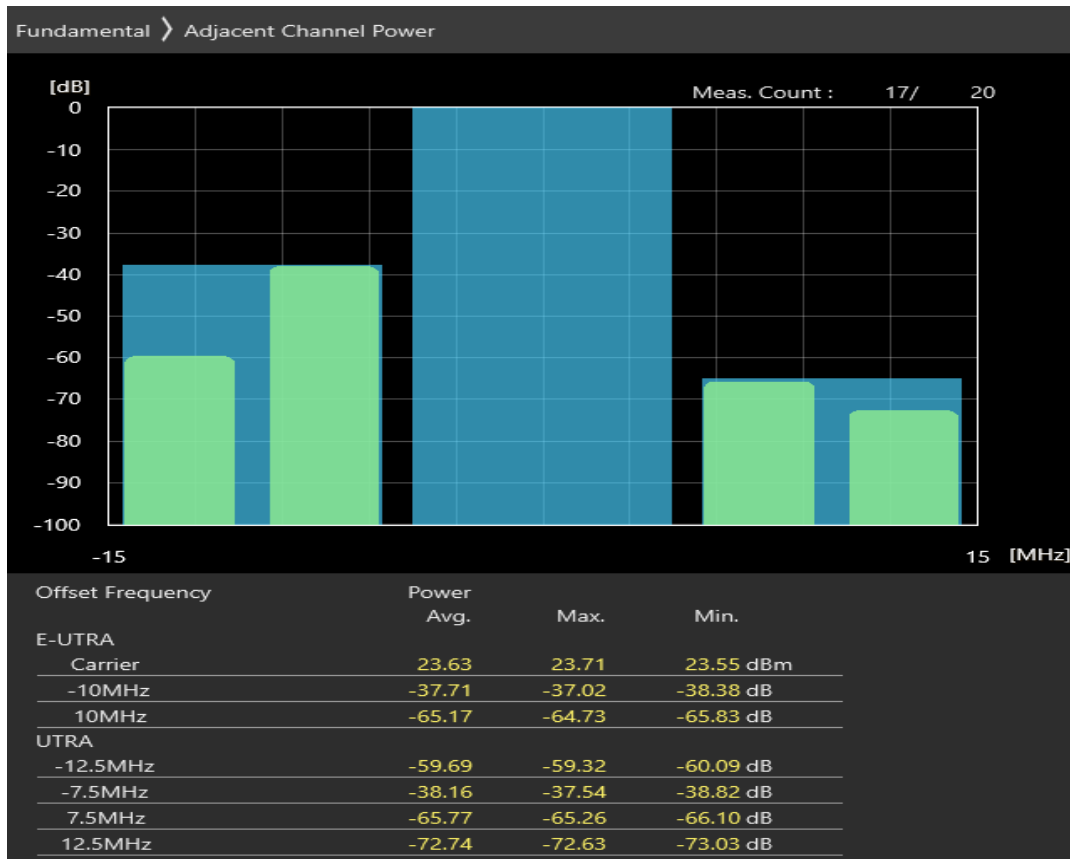 Fundamental 〉 Adjacent Channel Power
[dB]
Meas. Count : 17/ 20
0
-10
-20
-30
-40
-50
-60
-70
-80
-90
-100
-15 15 [MHz]
Offset Frequency Power
Avg. Max. Min.
E-UTRA
Carrier 23.63 23.71 23.55 dBm
-10MHz -37.71 -37.02 -38.38 dB
10MHz -65.17 -64.73 -65.83 dB
UTRA
-12.5MHz -59.69 -59.32 -60.09 dB
-7.5MHz -38.16 -37.54 -38.82 dB
7.5MHz -65.77 -65.26 -66.10 dB
12.5MHz -72.74 -72.63 -73.03 dB